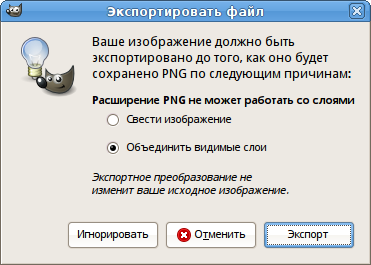 Экспортировать файл
Ваше изображение должно быть
экспортировано до того, как оно будет
сохранено PNG по следующим причинам:
Расширение PNG не может работать со слоями
Свести изображение
Объединить видимые слои
Экспортное преобразование не
изменит ваше исходное изображение.
Игнорировать
Отменить
Экспорт